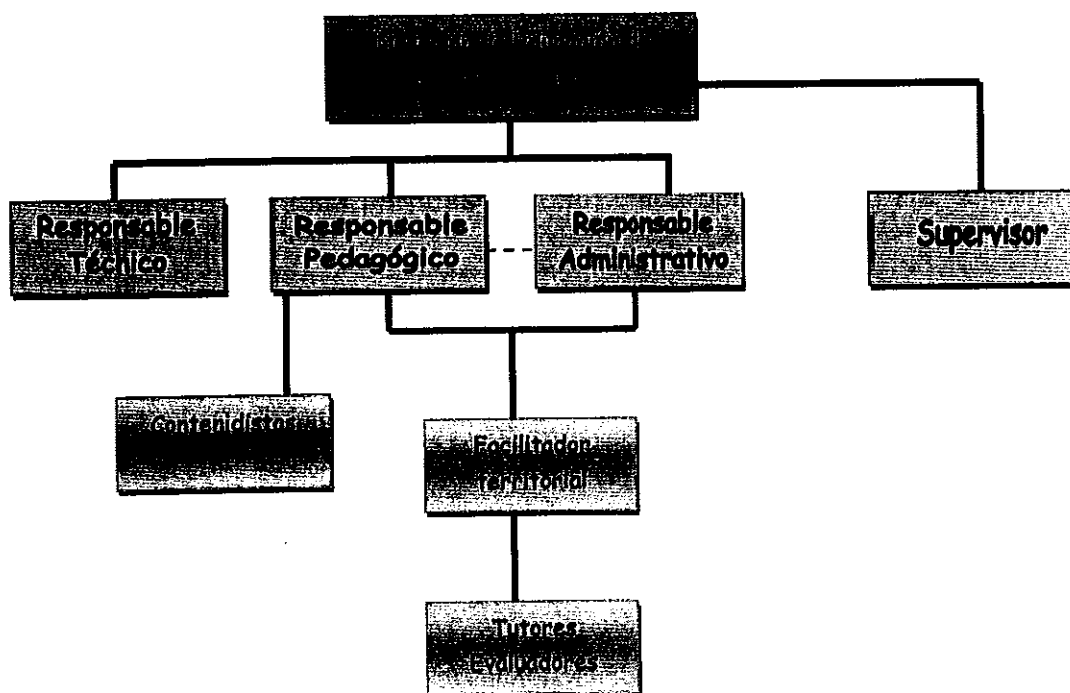 Responsable
Técnico
Responsable
Pedagógico
Responsable
Administrativo
Supervisor
Contenidistas
Facilitador
territorial
Tutores
Evaluadores